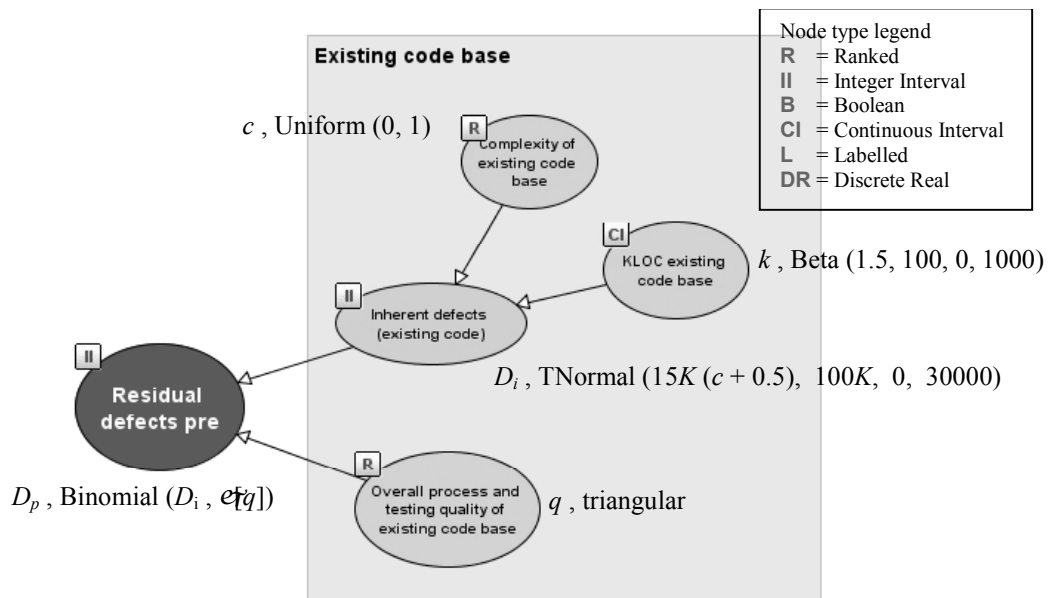 Existing code base
Node type legend
R = Ranked
II = Integer Interval
B = Boolean
CI = Continuous Interval
L = Labelled
DR = Discrete Real
c , Uniform (0, 1)
R
Complexity of
existing code
base
CI
KLOC existing
code base
k , Beta (1.5, 100, 0, 1000)
II
Inherent defects
(existing code)
D_i , TNormal (15K (c + 0.5), 100K, 0, 30000)
II
Residual
defects pre
D_p , Binomial (D_i , q])
R
Overall process and
testing quality of
existing code base
q , triangular